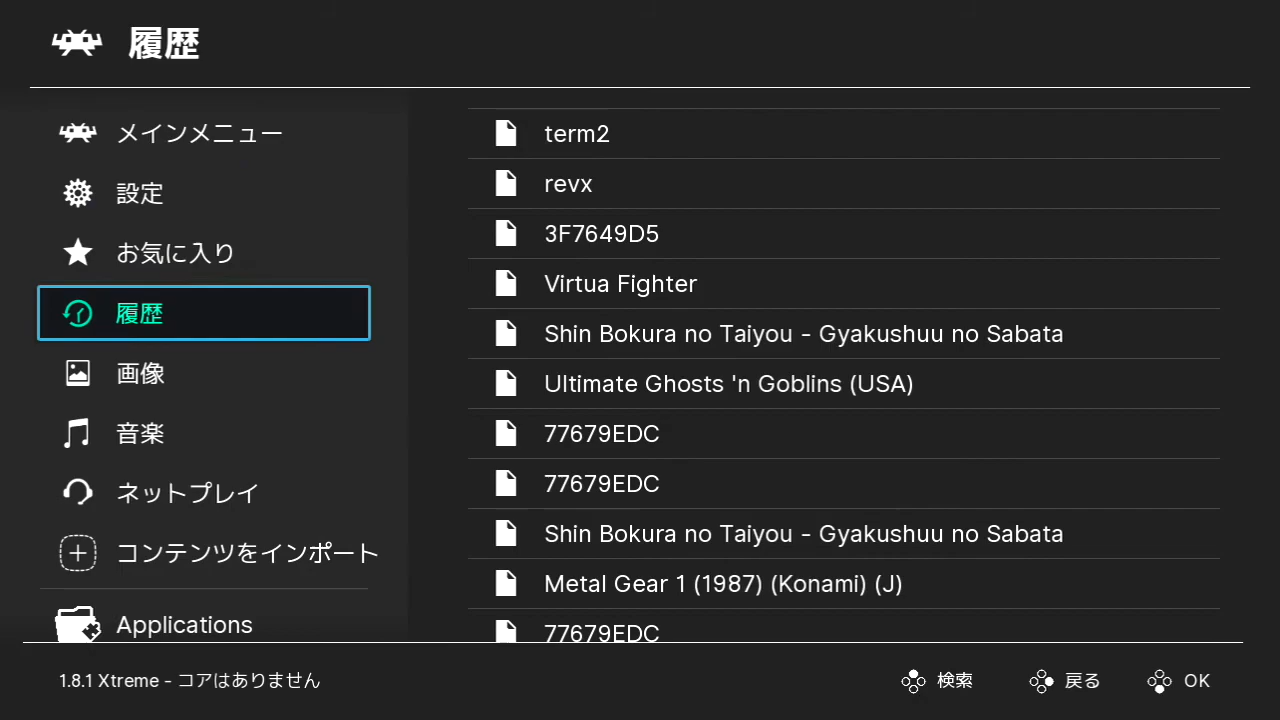 履歴
メインメニュー
設定
お気に入り
履歴
画像
音楽
ネットプレイ
コンテンツをインポート
Applications
term2
revx
3F7649D5
Virtua Fighter
Shin Bokura no Taiyou - Gyakushuu no Sabata
Ultimate Ghosts 'n Goblins (USA)
77679EDC
77679EDC
Shin Bokura no Taiyou - Gyakushuu no Sabata
Metal Gear 1 (1987) (Konami) (J)
77679EDC
1.8.1 Xtreme - コアはありません
検索
戻る
OK